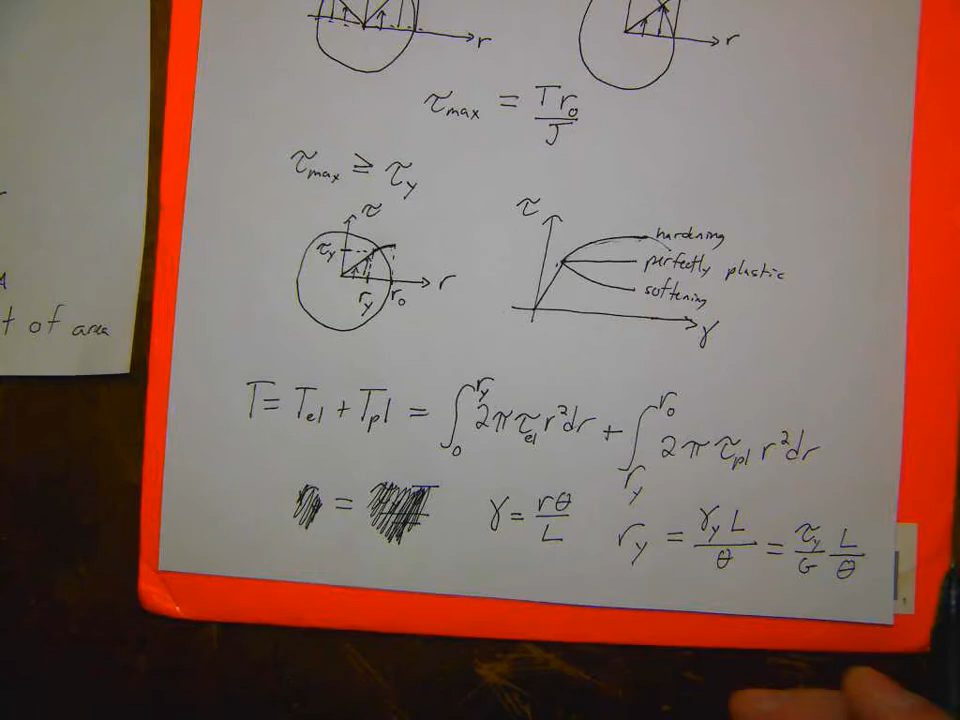 r
r
τmax = T r₀ / J
τmax ≥ τy
τ
τy
r
ry r₀
τ
hardening
perfectly plastic
softening
γ
t of area
T = Tel + Tpl = ∫₀^ry 2π τel r² dr + ∫ry^r₀ 2π τpl r² dr
= γ = rθ / L ry = γy L / θ = τy / G L / θ